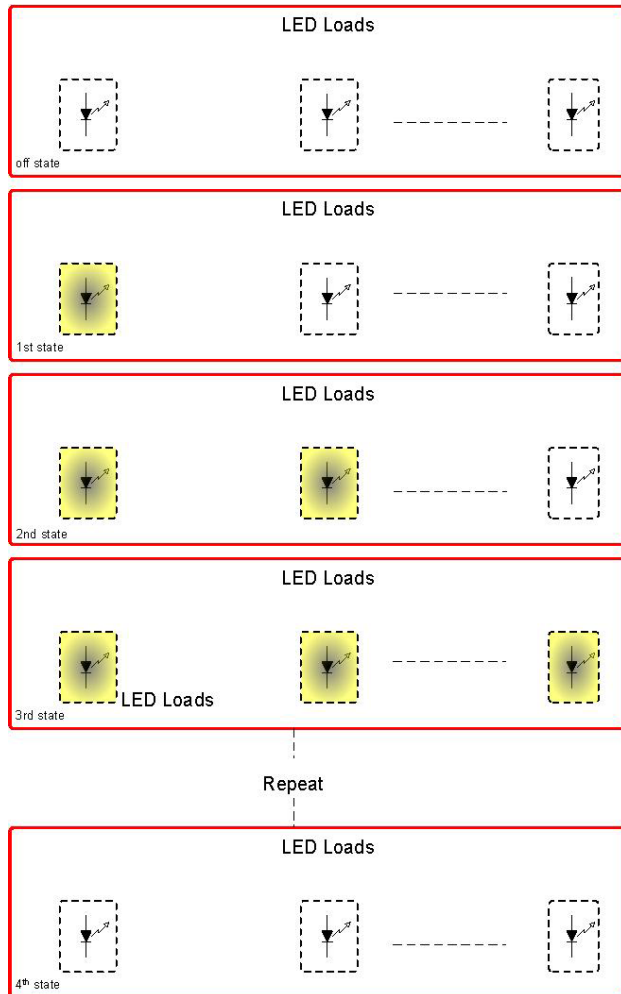 LED Loads
off state
LED Loads
1st state
LED Loads
2nd state
LED Loads
LED Loads
3rd state
Repeat
LED Loads
4th state